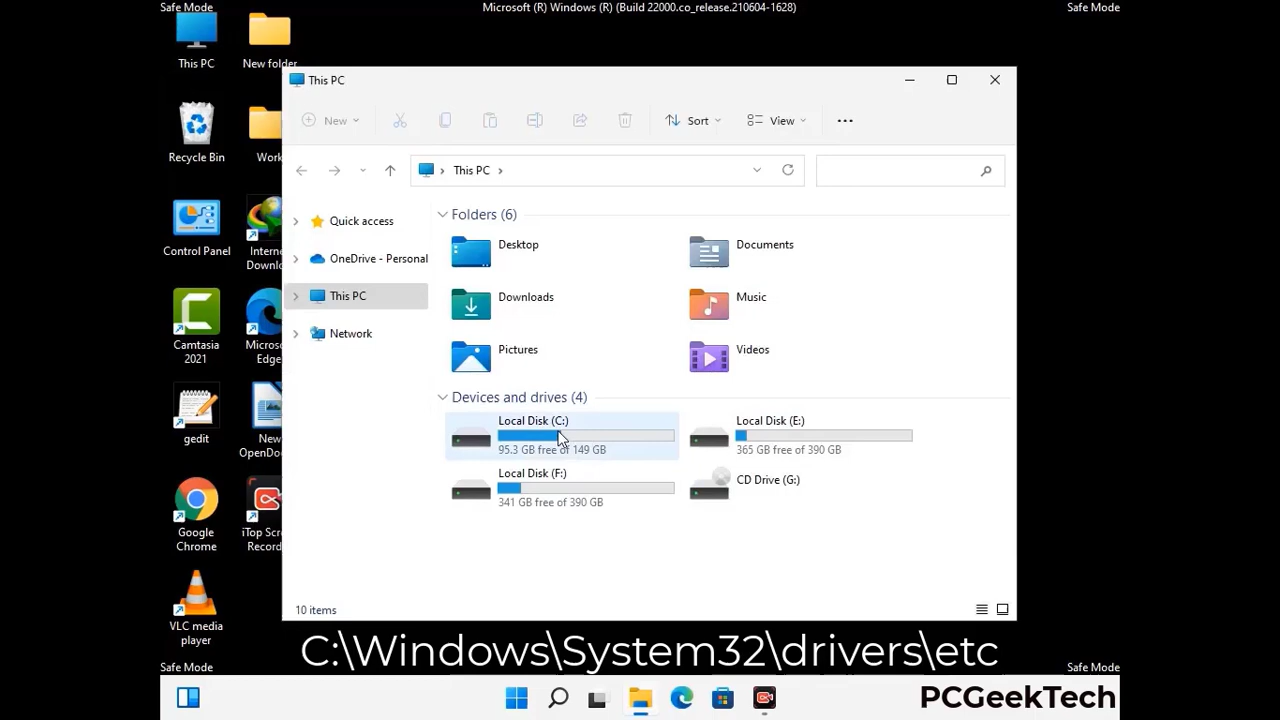 Safe Mode
Microsoft (R) Windows (R) (Build 22000.co_release.210604-1628)
Safe Mode
This PC
New folder
Recycle Bin
Work
Control Panel
Intern
Downlo
Camtasia
2021
Micros
Edge
gedit
New
OpenDo
Google
Chrome
iTop Scr
Record
VLC media
player
This PC
New
Sort
View
This PC
Quick access
OneDrive - Personal
This PC
Network
Folders (6)
Desktop
Documents
Downloads
Music
Pictures
Videos
Devices and drives (4)
Local Disk (C:)
95.3 GB free of 149 GB
Local Disk (E:)
365 GB free of 390 GB
Local Disk (F:)
341 GB free of 390 GB
CD Drive (G:)
10 items
C:\Windows\System32\drivers\etc
Safe Mode
Safe Mode
PCGeekTech